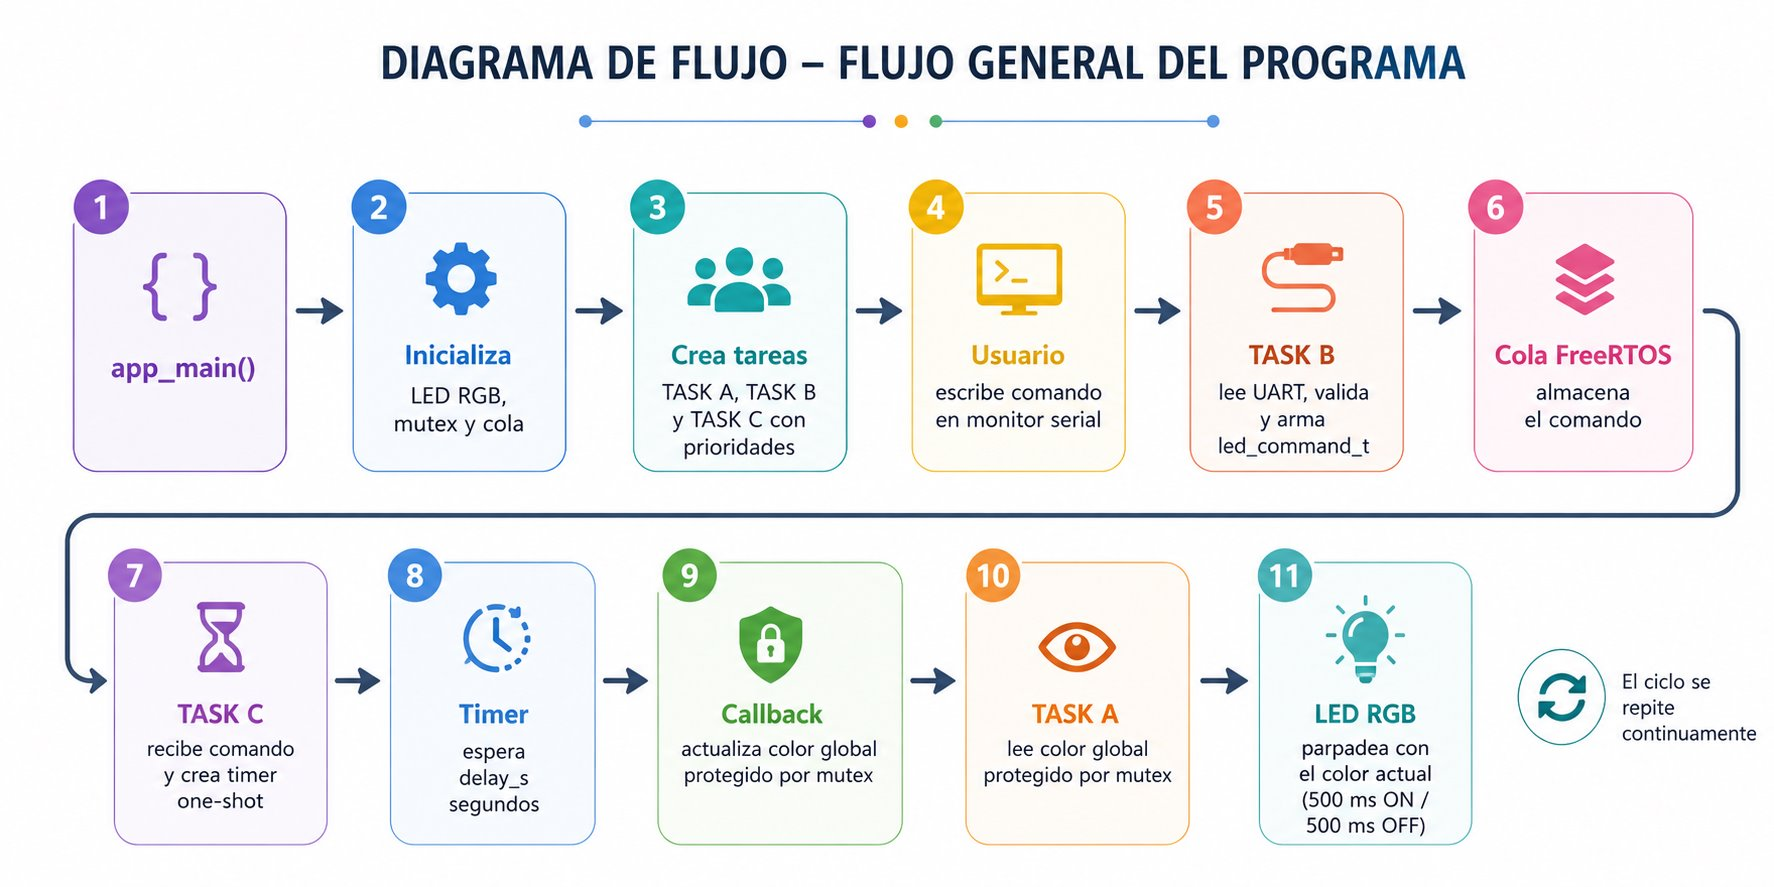 DIAGRAMA DE FLUJO – FLUJO GENERAL DEL PROGRAMA
1
{ }
app_main()
2
Inicializa
LED RGB,
mutex y cola
3
Crea tareas
TASK A, TASK B
y TASK C con
prioridades
4
>_
Usuario
escribe comando
en monitor serial
5
TASK B
lee UART, valida
y arma
led_command_t
6
Cola FreeRTOS
almacena
el comando
7
TASK C
recibe comando
y crea timer
one-shot
8
Timer
espera
delay_s
segundos
9
Callback
actualiza color global
protegido por mutex
10
TASK A
lee color global
protegido por mutex
11
LED RGB
parpadea con
el color actual
(500 ms ON /
500 ms OFF)
El ciclo se
repite
continuamente